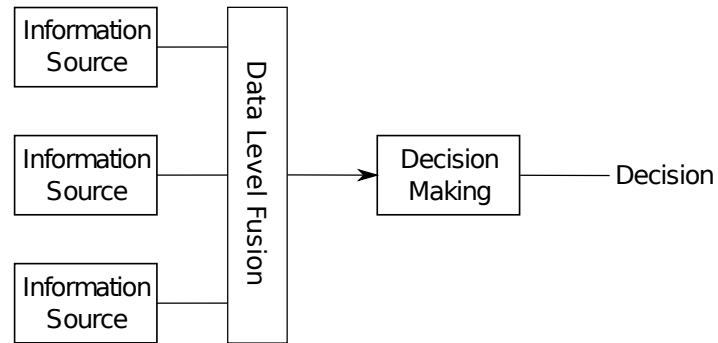 Information
Source
Information
Source
Information
Source
Data Level Fusion
Decision
Making
Decision